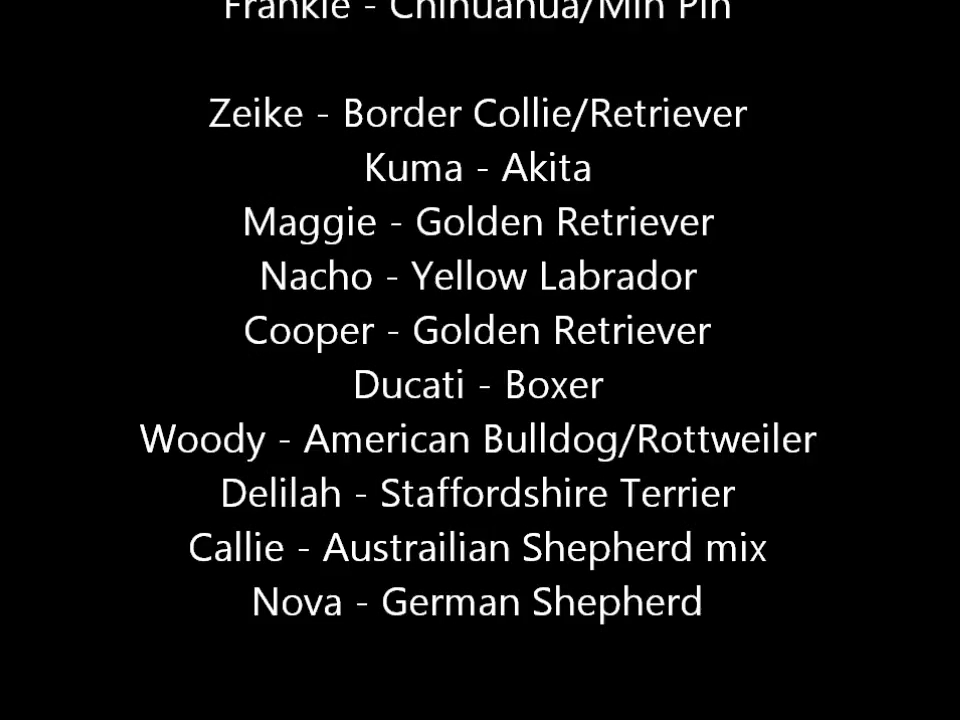 Frankie - Chihuahua/Min Pin
Zeike - Border Collie/Retriever
Kuma - Akita
Maggie - Golden Retriever
Nacho - Yellow Labrador
Cooper - Golden Retriever
Ducati - Boxer
Woody - American Bulldog/Rottweiler
Delilah - Staffordshire Terrier
Callie - Austrailian Shepherd mix
Nova - German Shepherd